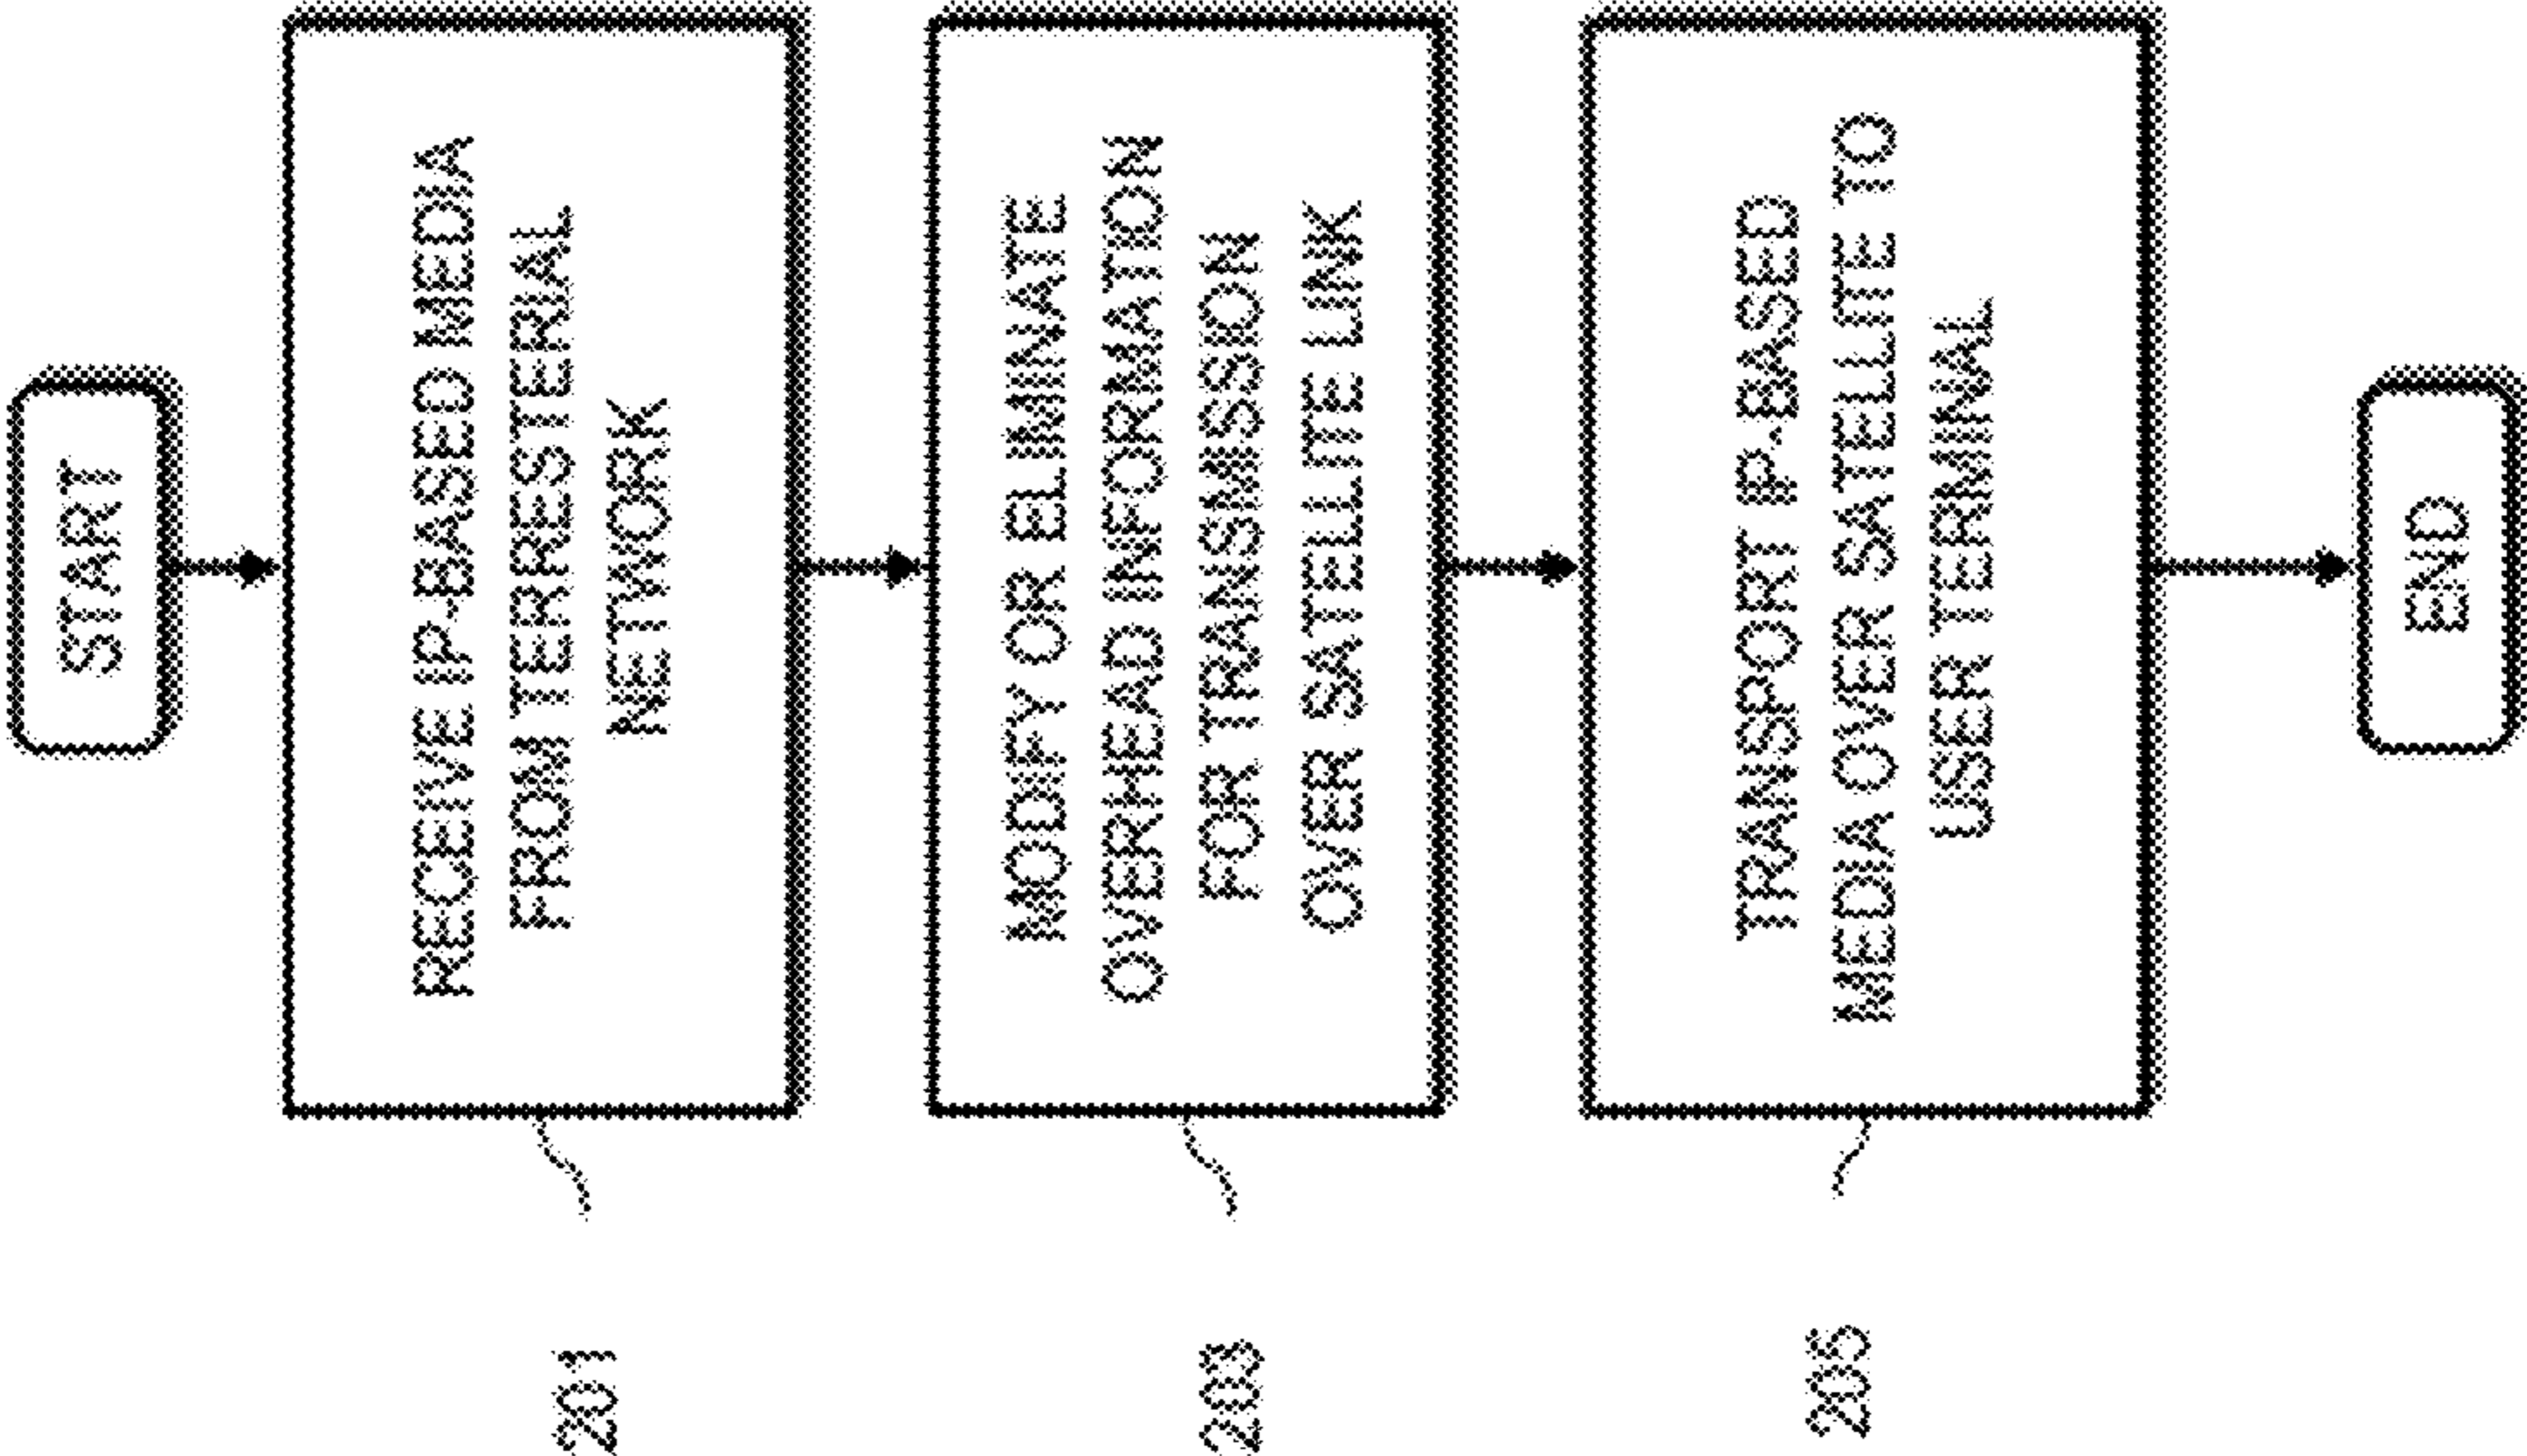 START
RECEIVE IP-BASED MEDIA
FROM TERRESTERIAL
NETWORK
201
MODIFY OR ELIMINATE
OVERHEAD INFORMATION
FOR TRANSMISSION
OVER SATELLITE LINK
203
TRANSPORT IP-BASED
MEDIA OVER SATELLITE TO
USER TERMINAL
205
END